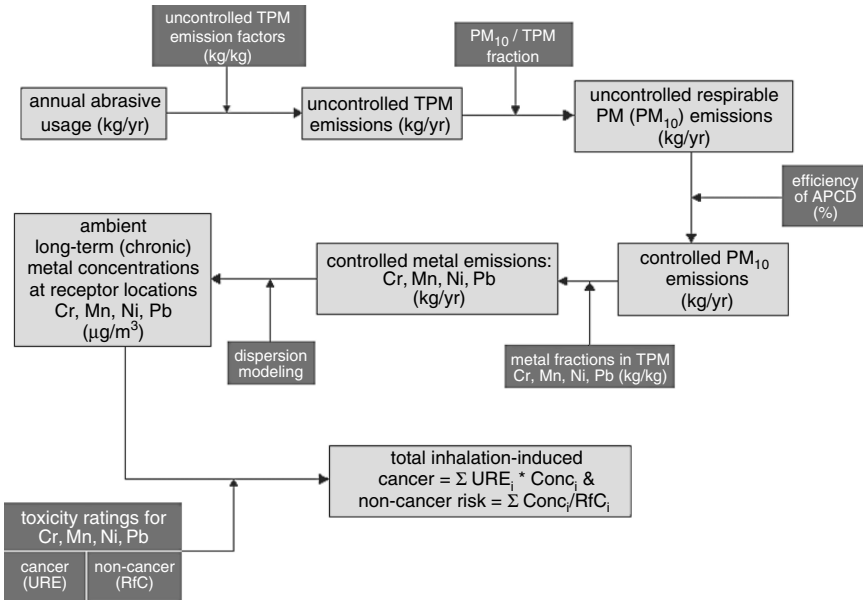 uncontrolled TPM
emission factors
(kg/kg)
PM₁₀ / TPM
fraction
annual abrasive
usage (kg/yr)
uncontrolled TPM
emissions (kg/yr)
uncontrolled respirable
PM (PM₁₀) emissions
(kg/yr)
efficiency
of APCD
(%)
ambient
long-term (chronic)
metal concentrations
at receptor locations
Cr, Mn, Ni, Pb
(μg/m³)
controlled metal emissions:
Cr, Mn, Ni, Pb
(kg/yr)
controlled PM₁₀
emissions
(kg/yr)
dispersion
modeling
metal fractions in TPM
Cr, Mn, Ni, Pb (kg/kg)
total inhalation-induced
cancer = Σ UREᵢ * Concᵢ &
non-cancer risk = Σ Concᵢ/RfCᵢ
toxicity ratings for
Cr, Mn, Ni, Pb
cancer
(URE)
non-cancer
(RfC)